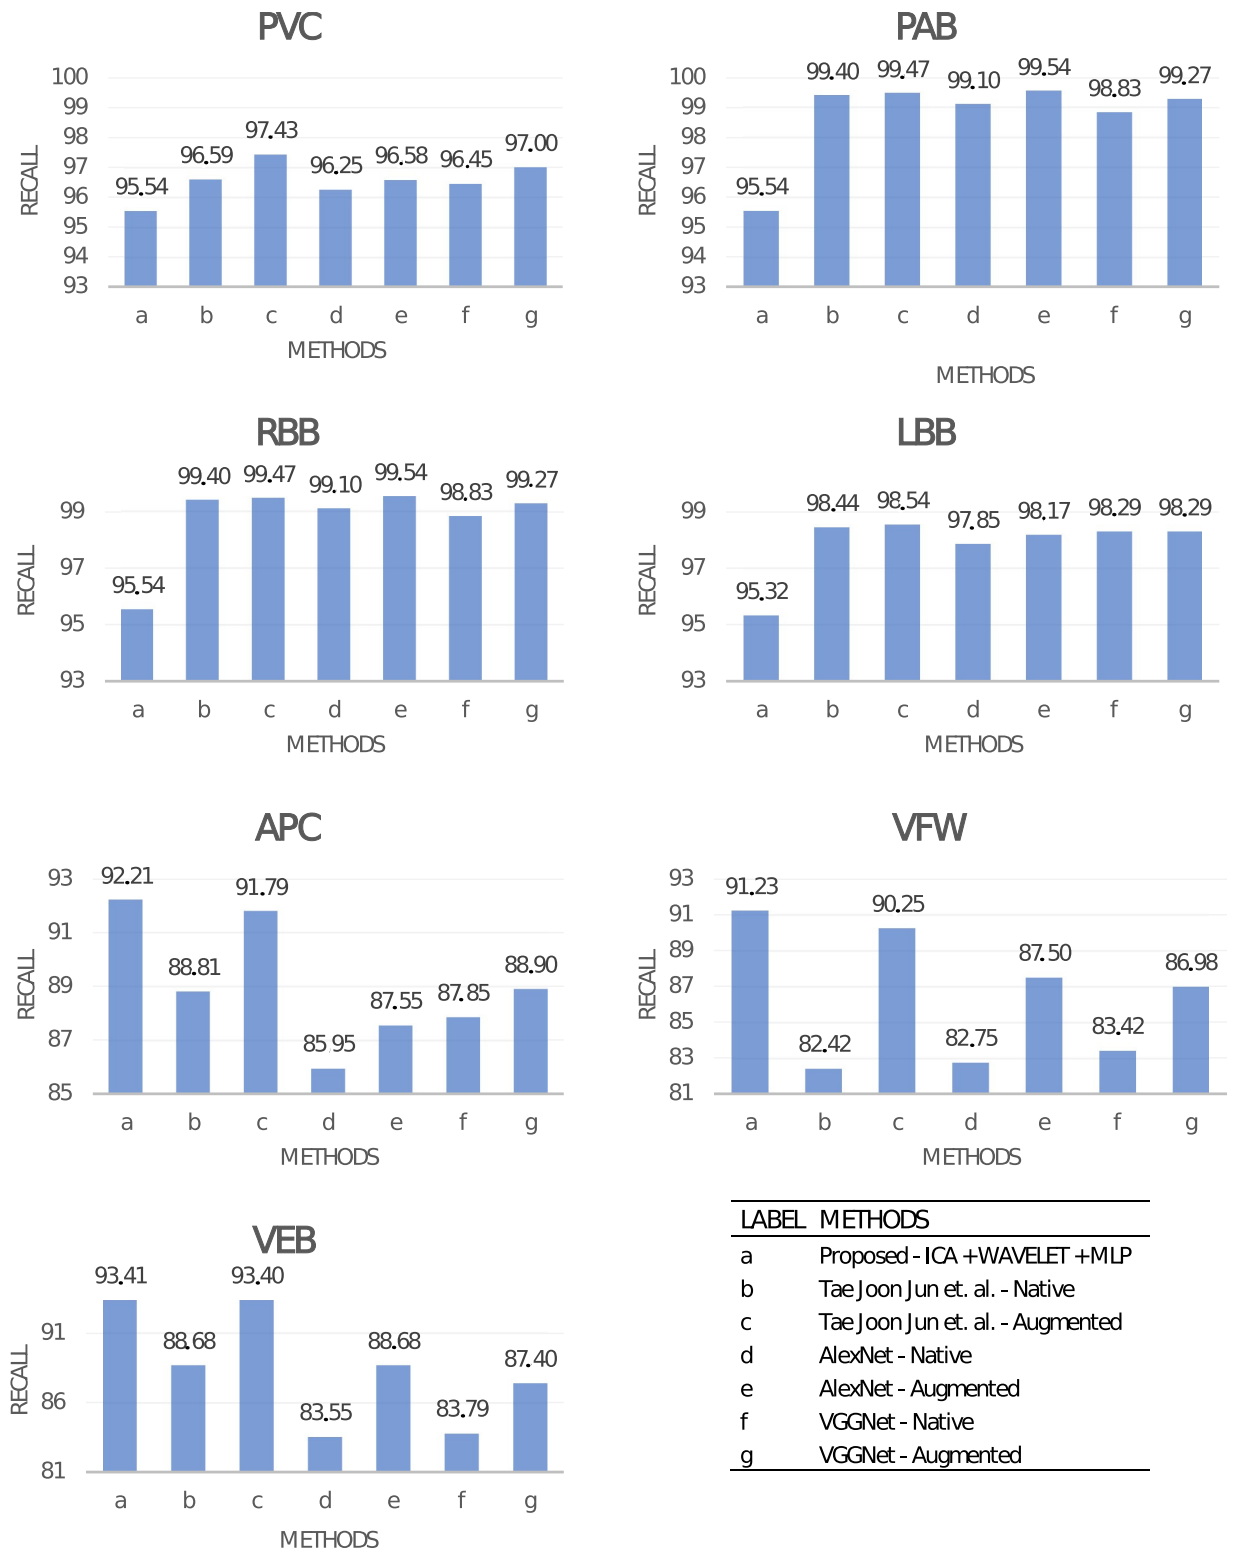 PVC
100
99
98
97
96
95
94
93
RECALL
95.54 96.59 97.43 96.25 96.58 96.45 97.00
a b c d e f g
METHODS
PAB
100
99
98
97
96
95
94
93
RECALL
95.54 99.40 99.47 99.10 99.54 98.83 99.27
a b c d e f g
METHODS
RBB
99
97
95
93
RECALL
95.54 99.40 99.47 99.10 99.54 98.83 99.27
a b c d e f g
METHODS
LBB
99
97
95
93
RECALL
95.32 98.44 98.54 97.85 98.17 98.29 98.29
a b c d e f g
METHODS
APC
93
91
89
87
85
RECALL
92.21 88.81 91.79 85.95 87.55 87.85 88.90
a b c d e f g
METHODS
VFW
93
91
89
87
85
83
81
RECALL
91.23 82.42 90.25 82.75 87.50 83.42 86.98
a b c d e f g
METHODS
VEB
91
86
81
RECALL
93.41 88.68 93.40 83.55 88.68 83.79 87.40
a b c d e f g
METHODS
LABEL METHODS
a Proposed - ICA + WAVELET + MLP
b Tae Joon Jun et. al. - Native
c Tae Joon Jun et. al. - Augmented
d AlexNet - Native
e AlexNet - Augmented
f VGGNet - Native
g VGGNet - Augmented